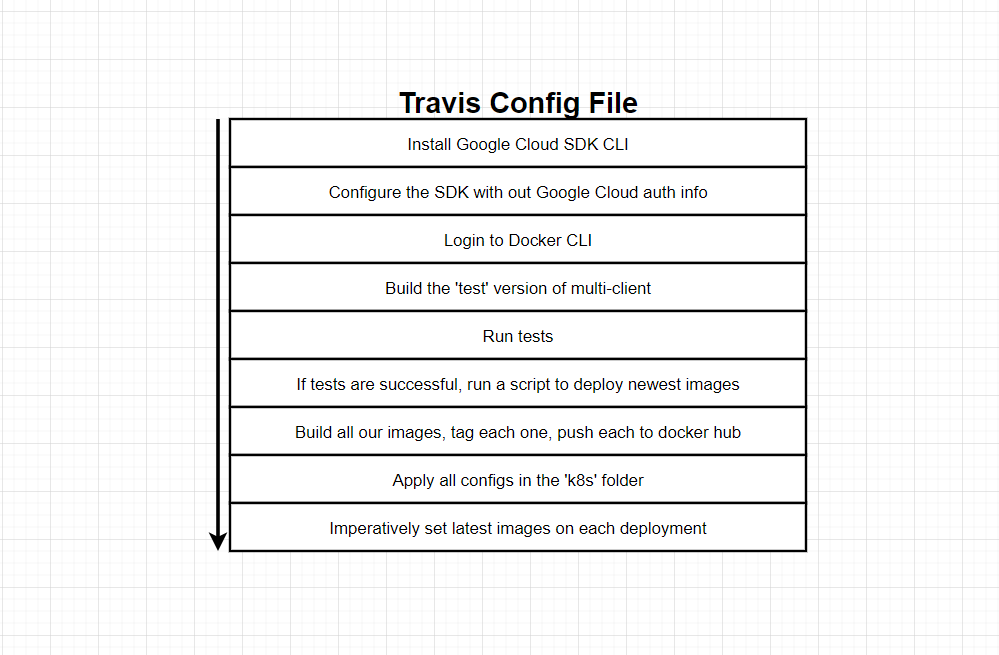 Travis Config File
Install Google Cloud SDK CLI
Configure the SDK with out Google Cloud auth info
Login to Docker CLI
Build the 'test' version of multi-client
Run tests
If tests are successful, run a script to deploy newest images
Build all our images, tag each one, push each to docker hub
Apply all configs in the 'k8s' folder
Imperatively set latest images on each deployment